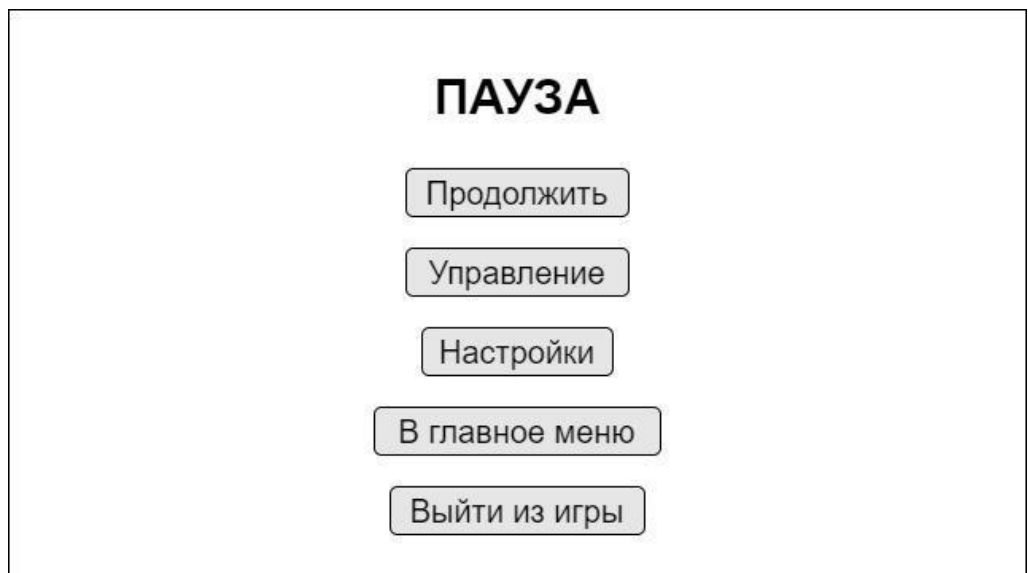 ПАУЗА
Продолжить
Управление
Настройки
В главное меню
Выйти из игры